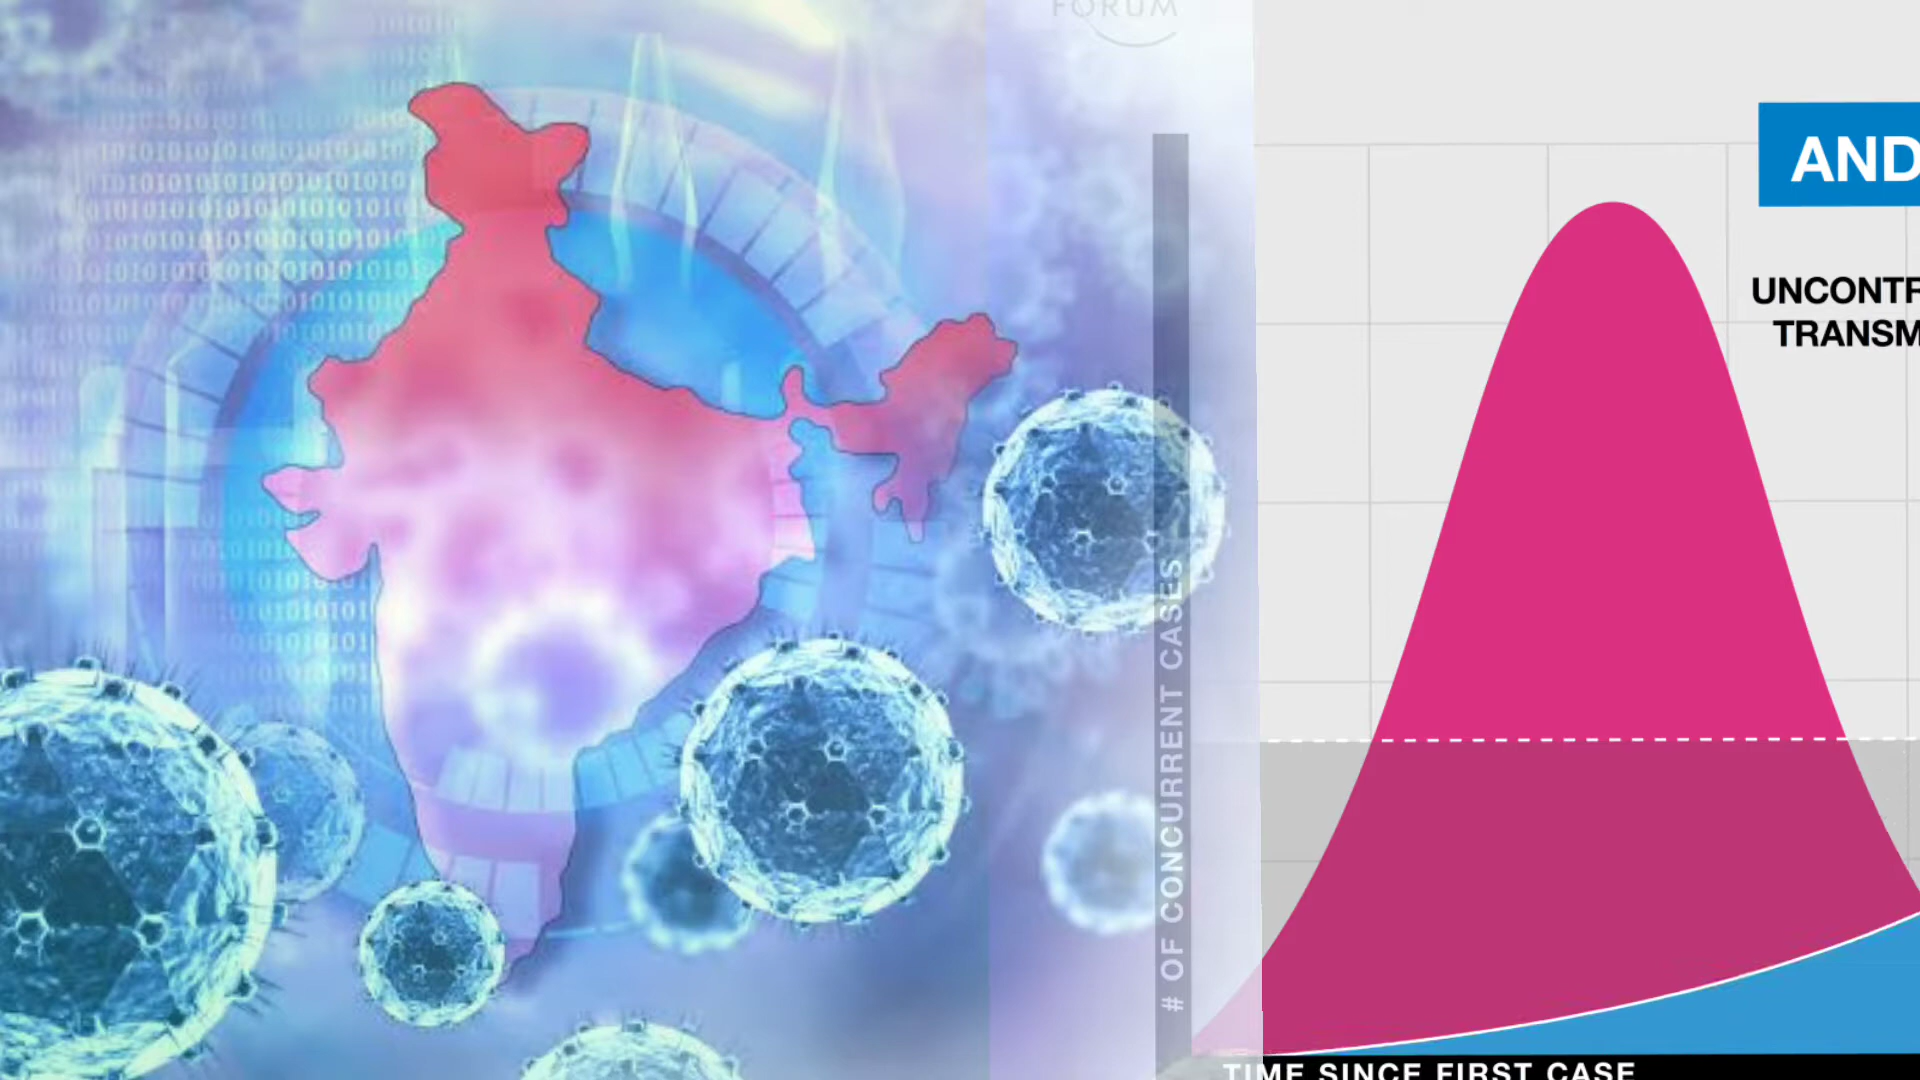 FORUM
AND
UNCONTR
TRANSM
# OF CONCURRENT CASES
TIME SINCE FIRST CASE